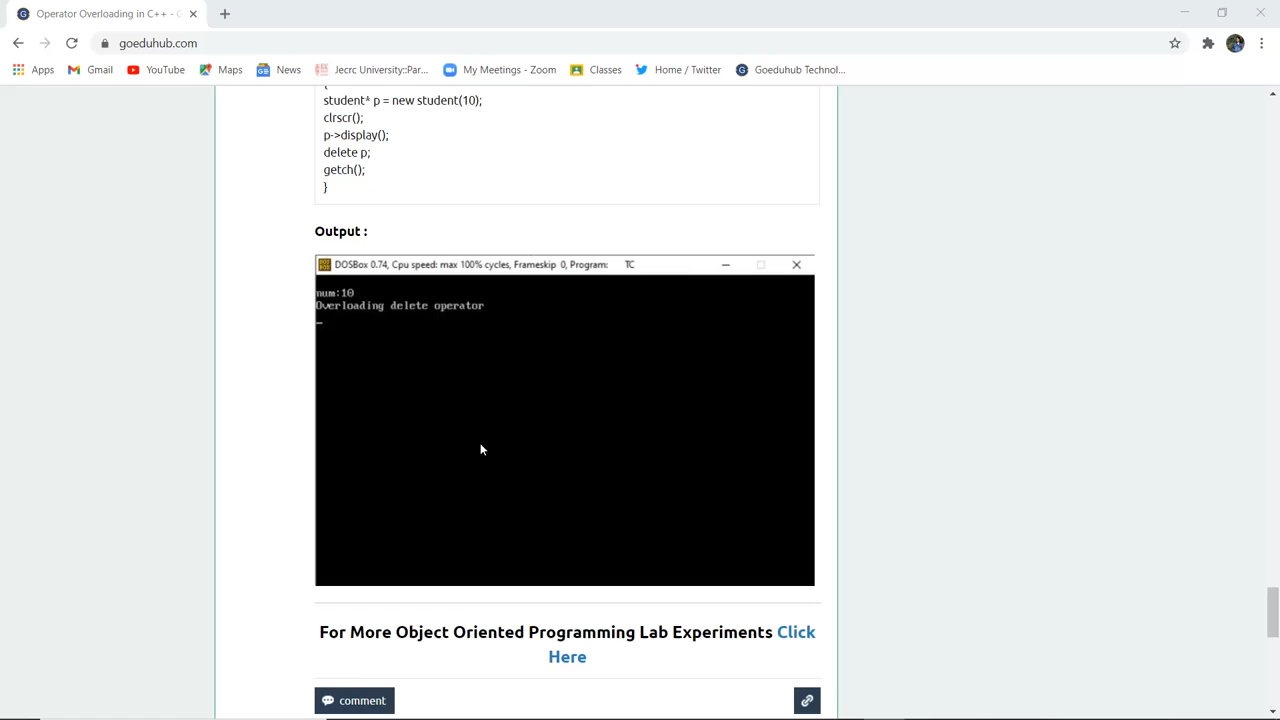 Operator Overloading in C++ - G
goeduhub.com
Apps Gmail YouTube Maps News Jecrc University::Par... My Meetings - Zoom Classes Home / Twitter Goeduhub Technol...
{
student* p = new student(10);
clrscr();
p->display();
delete p;
getch();
}
Output :
DOSBox 0.74, Cpu speed: max 100% cycles, Frameskip 0, Program: TC
num:10
Overloading delete operator
For More Object Oriented Programming Lab Experiments Click
Here
comment